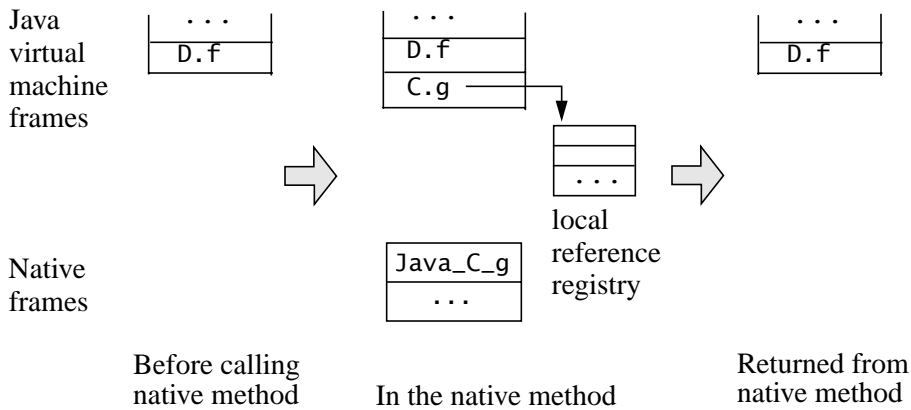 Java
virtual
machine
frames
...
D.f
...
D.f
C.g
...
D.f
...
local
reference
registry
Native
frames
Java_C_g
...
Before calling
native method
In the native method
Returned from
native method